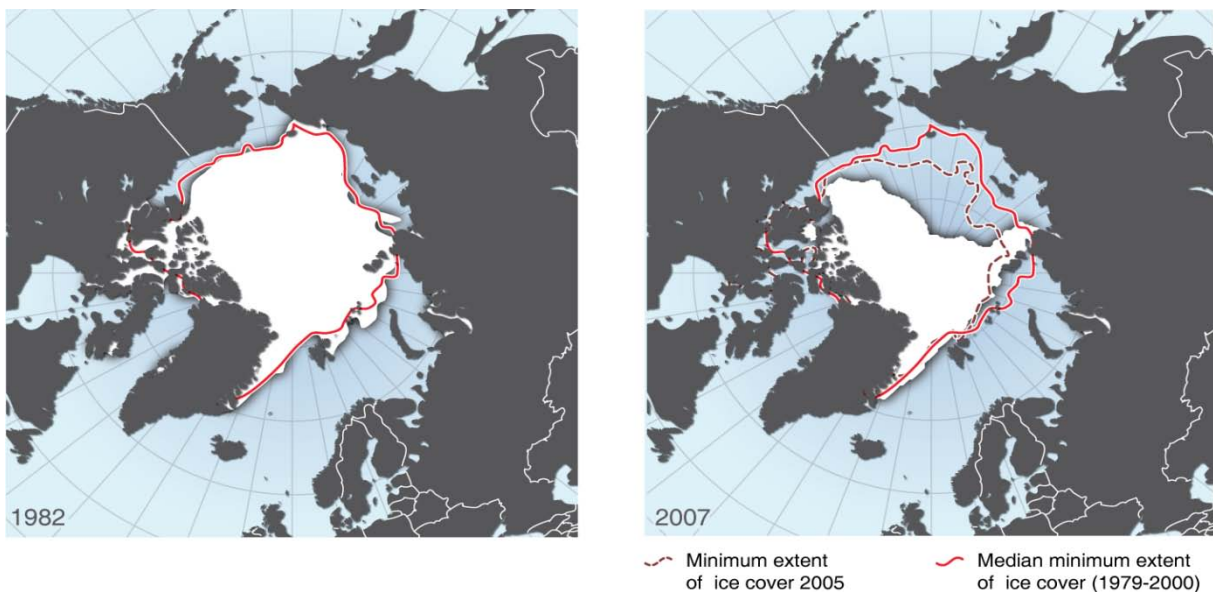 1982
2007
Minimum extent
of ice cover 2005
Median minimum extent
of ice cover (1979-2000)